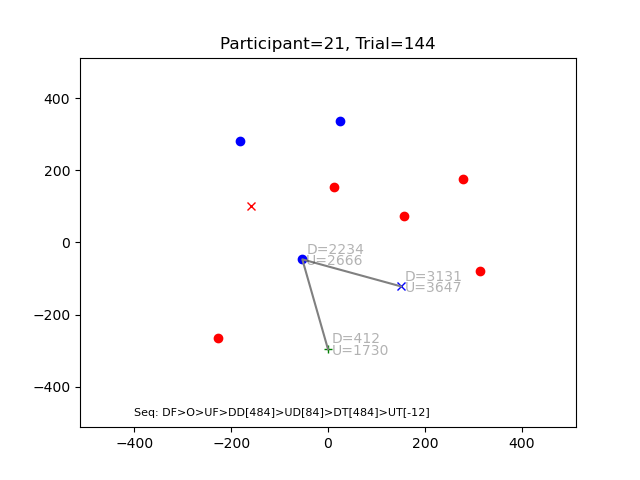 Participant=21, Trial=144
400
200
0
−200
−400
D=2234
U=2666
D=3131
U=3647
D=412
U=1730
Seq: DF>O>UF>DD[484]>UD[84]>DT[484]>UT[-12]
−400 −200 0 200 400